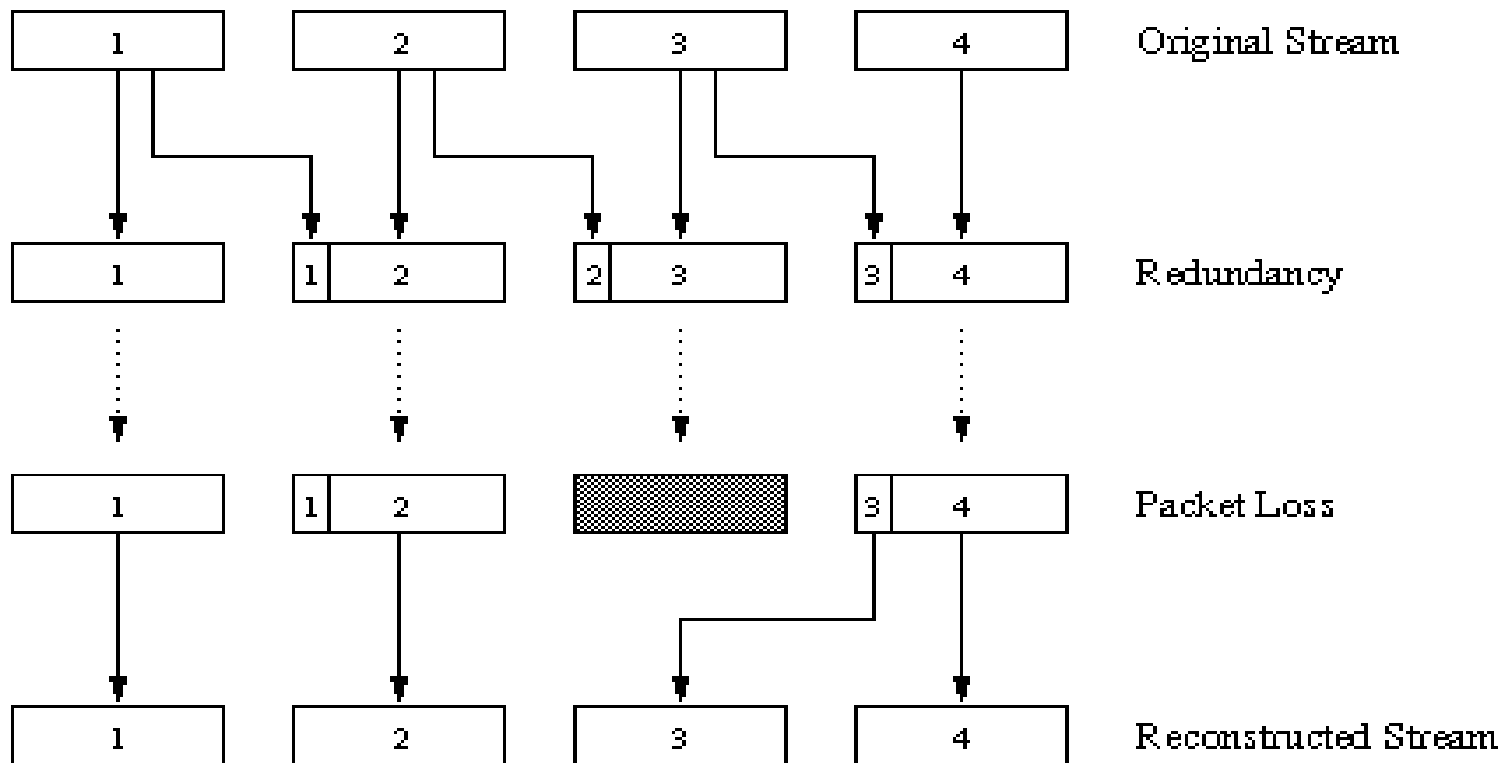 1 2 3 4 Original Stream
1 1 2 2 3 3 4 Redundancy
1 1 2 3 4 Packet Loss
1 2 3 4 Reconstructed Stream